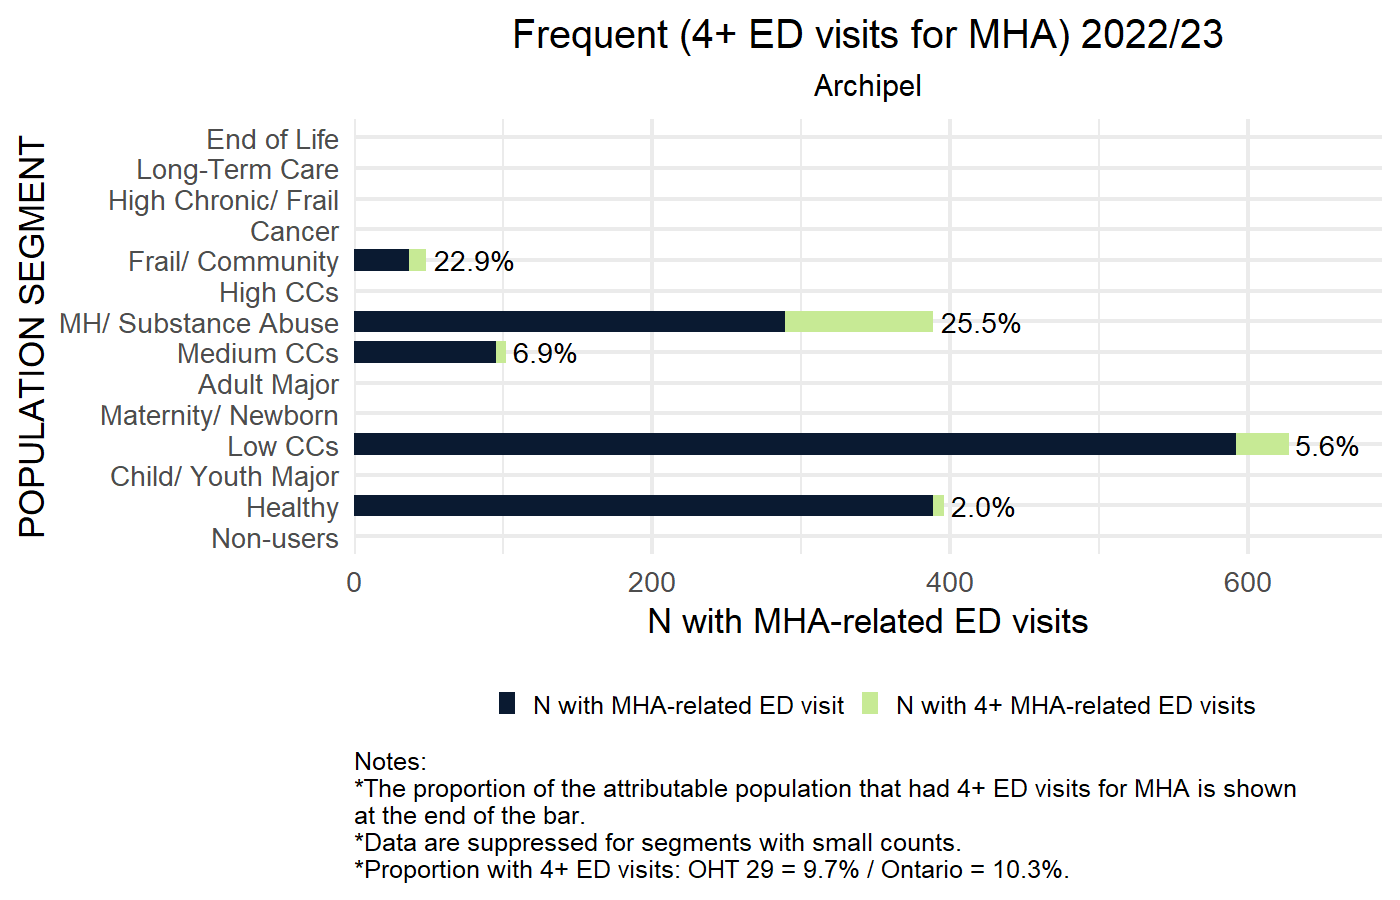 Frequent (4+ ED visits for MHA) 2022/23
Archipel
POPULATION SEGMENT
End of Life
Long-Term Care
High Chronic/ Frail
Cancer
Frail/ Community 22.9%
High CCs
MH/ Substance Abuse 25.5%
Medium CCs 6.9%
Adult Major
Maternity/ Newborn
Low CCs 5.6%
Child/ Youth Major
Healthy 2.0%
Non-users
0 200 400 600
N with MHA-related ED visits
N with MHA-related ED visit N with 4+ MHA-related ED visits
Notes:
*The proportion of the attributable population that had 4+ ED visits for MHA is shown
at the end of the bar.
*Data are suppressed for segments with small counts.
*Proportion with 4+ ED visits: OHT 29 = 9.7% / Ontario = 10.3%.